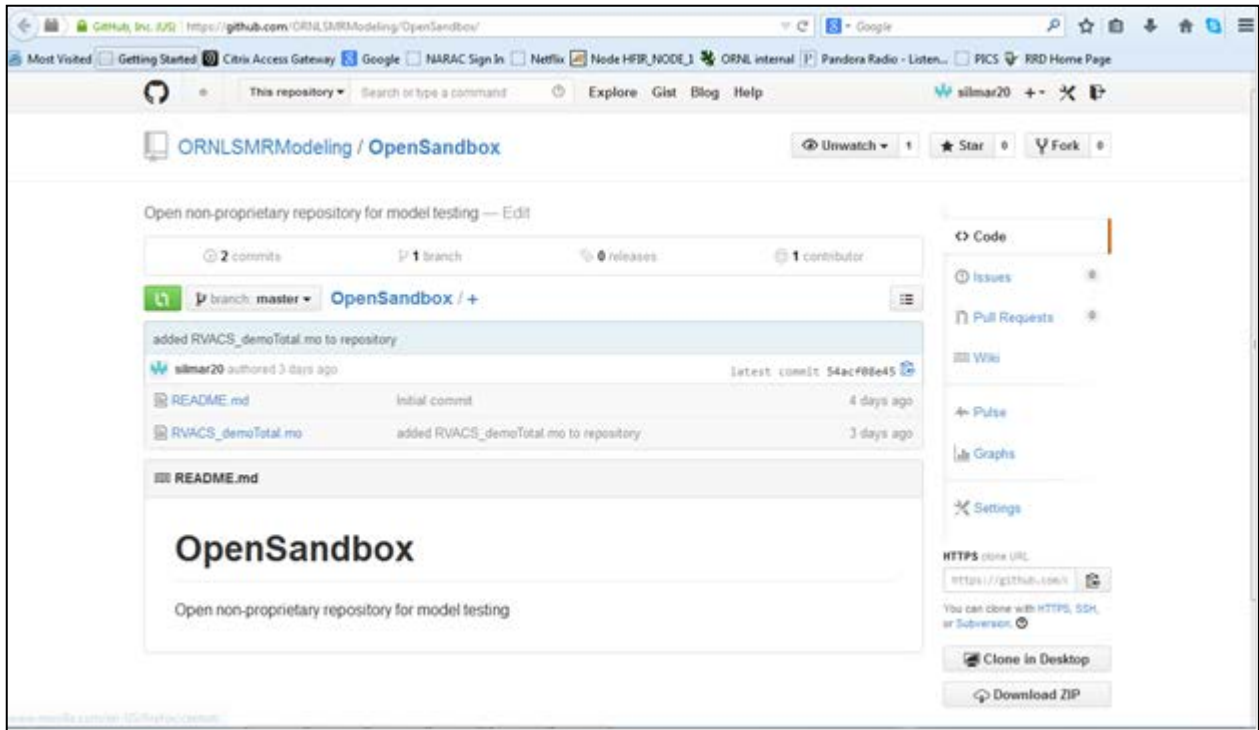 GitHub, Inc. (US) https://github.com/ORNLSMRModeling/OpenSandbox/ Google
Most Visited Getting Started Citrix Access Gateway Google NARAC Sign In Netflix Node HFIR_NODE_1 ORNL internal Pandora Radio - Listen... PICS RRD Home Page
This repository Search or type a command Explore Gist Blog Help silmar20
ORNLSMRModeling / OpenSandbox
Unwatch 1 Star 0 Fork 0
Open non-proprietary repository for model testing — Edit
2 commits 1 branch 0 releases 1 contributor
branch: master OpenSandbox / +
added RVACS_demoTotal.mo to repository
silmar20 authored 3 days ago latest commit 54acf08e45
README.md Initial commit 4 days ago
RVACS_demoTotal.mo added RVACS_demoTotal.mo to repository 3 days ago
README.md
OpenSandbox
Open non-proprietary repository for model testing
<> Code
Issues 0
Pull Requests 0
Wiki
Pulse
Graphs
Settings
HTTPS clone URL
https://github.com/
You can clone with HTTPS, SSH,
or Subversion.
Clone in Desktop
Download ZIP